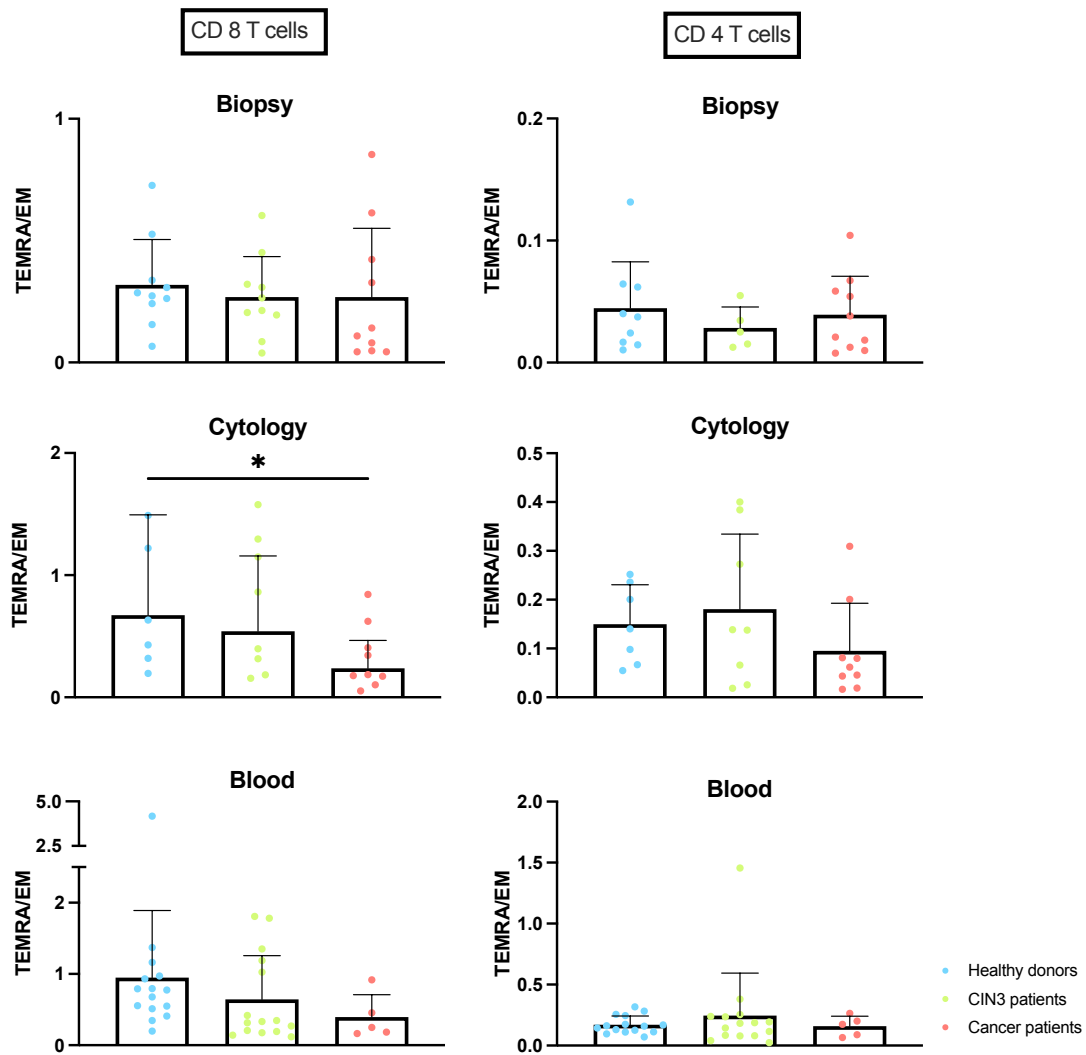 CD 8 T cells
CD 4 T cells
Biopsy
TEMRA/EM
1
0
Biopsy
TEMRA/EM
0.2
0.1
0.0
Cytology
TEMRA/EM
2
1
0
*
Cytology
TEMRA/EM
0.5
0.4
0.3
0.2
0.1
0.0
Blood
TEMRA/EM
5.0
2.5
2
1
0
Blood
TEMRA/EM
2.0
1.5
1.0
0.5
0.0
Healthy donors
CIN3 patients
Cancer patients